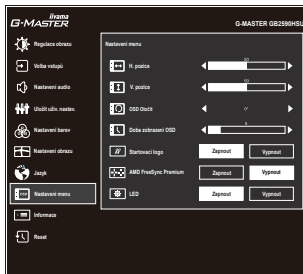 iiyama
G-MASTER
G-MASTER GB2590HSU
Regulace obrazu
Volba vstupů
Nastavení audio
Uložit uživ. nastav.
Nastavení barev
Nastavení obrazu
Jazyk
Nastavení menu
Informace
Reset
Nastavení menu
H. pozice
50
V. pozice
50
OSD Otočit
0°
Doba zobrazení OSD
Startovací logo
Zapnout
Vypnout
AMD FreeSync Premium
Zapnout
Vypnout
LED
Zapnout
Vypnout